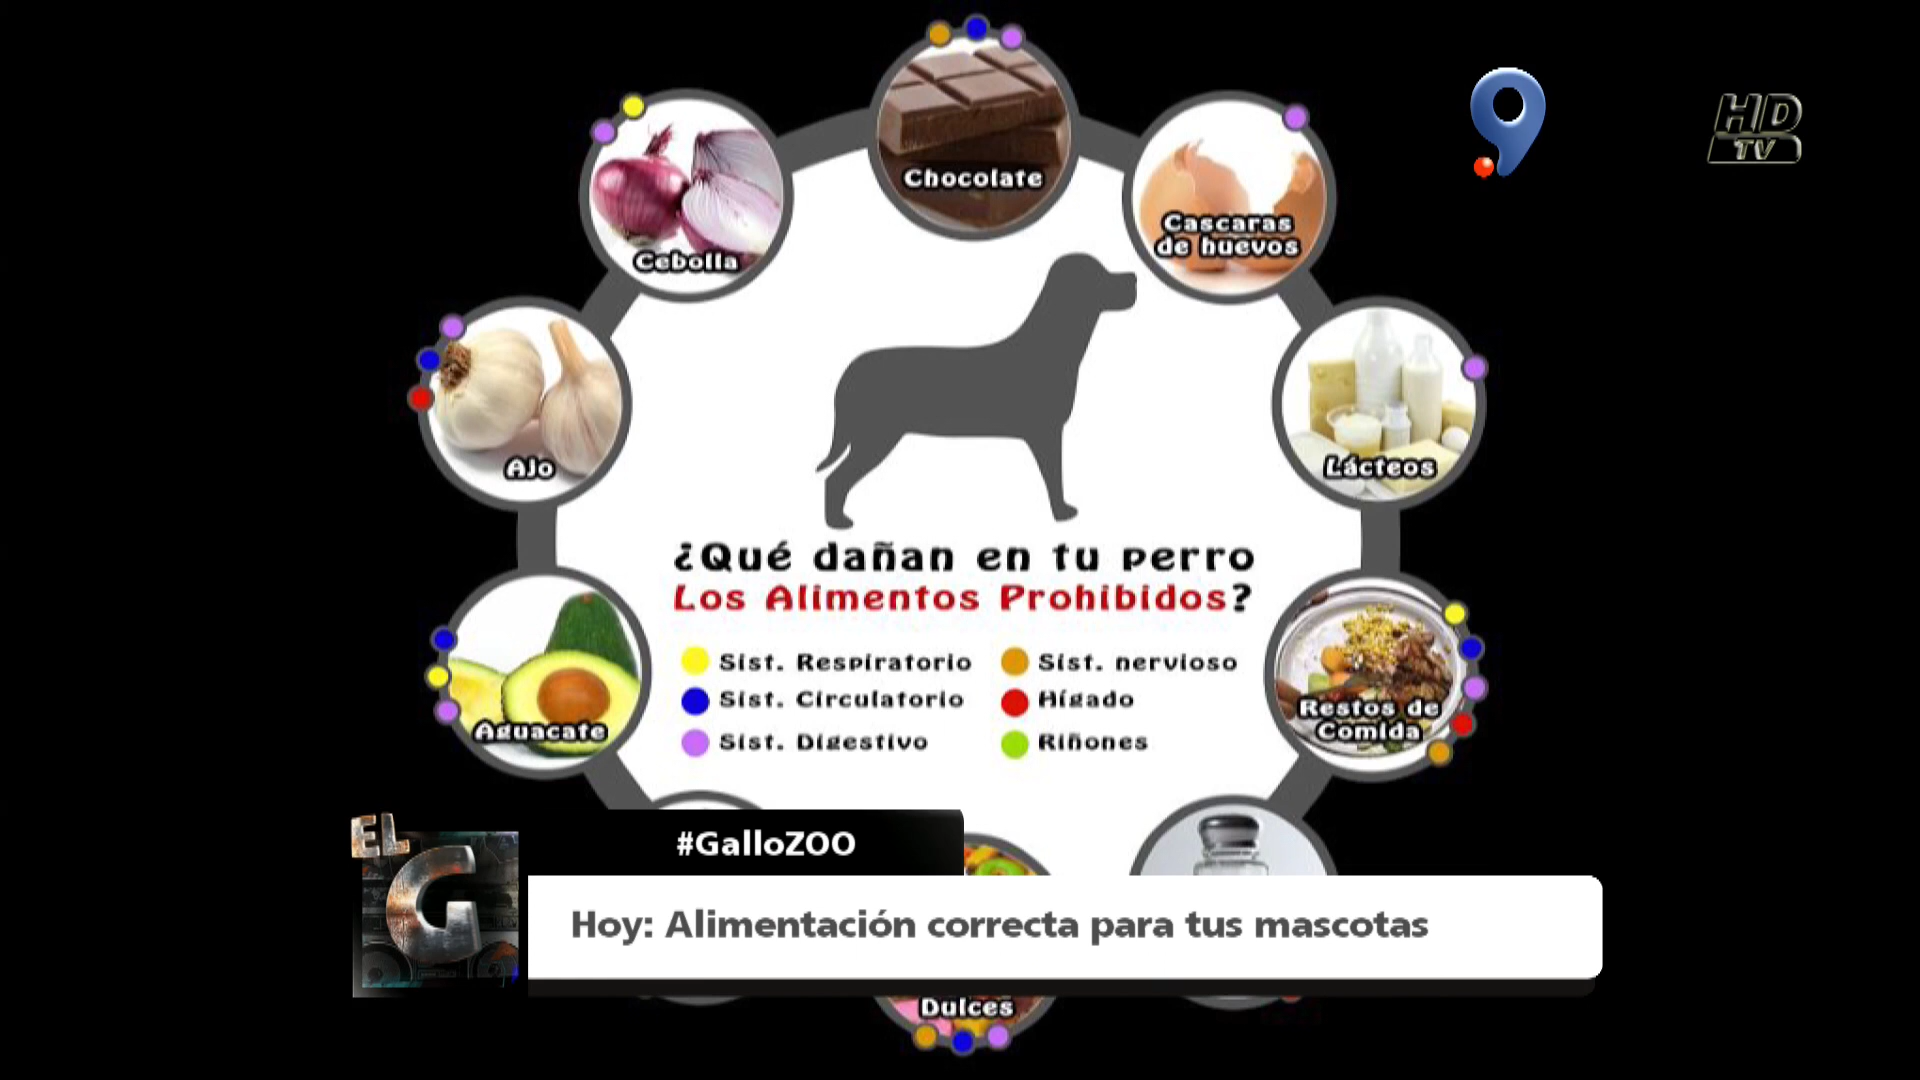 Chocolate
Cebolla
Cascaras
de huevos
Ajo
Lácteos
¿Qué dañan en tu perro
Los Alimentos Prohibidos?
Sist. Respiratorio
Sist. nervioso
Sist. Circulatorio
Hígado
Sist. Digestivo
Riñones
Aguacate
Restos de
Comida
Dulces
9
HD
TV
EL
G
#GalloZOO
Hoy: Alimentación correcta para tus mascotas